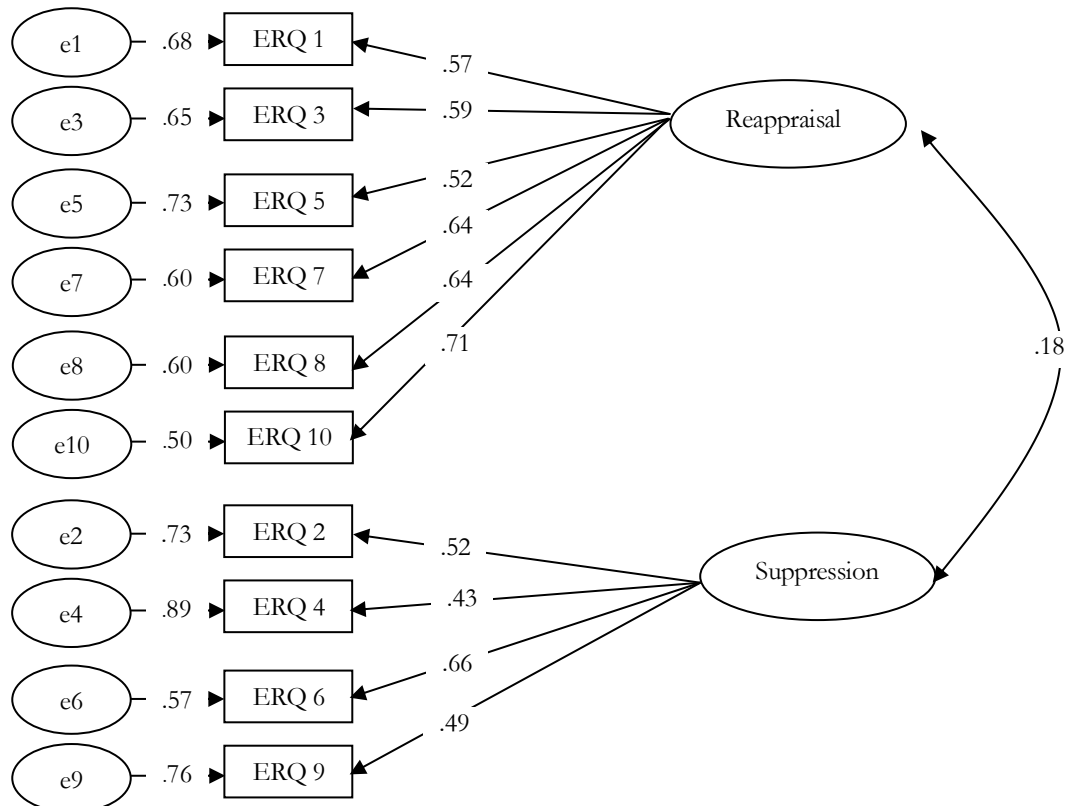 e1 .68 ERQ 1
.57
e3 .65 ERQ 3
.59
Reappraisal
e5 .73 ERQ 5
.52
e7 .60 ERQ 7
.64
e8 .60 ERQ 8
.64
e10 .50 ERQ 10
.71
.18
e2 .73 ERQ 2
.52
e4 .89 ERQ 4
.43
Suppression
e6 .57 ERQ 6
.66
e9 .76 ERQ 9
.49